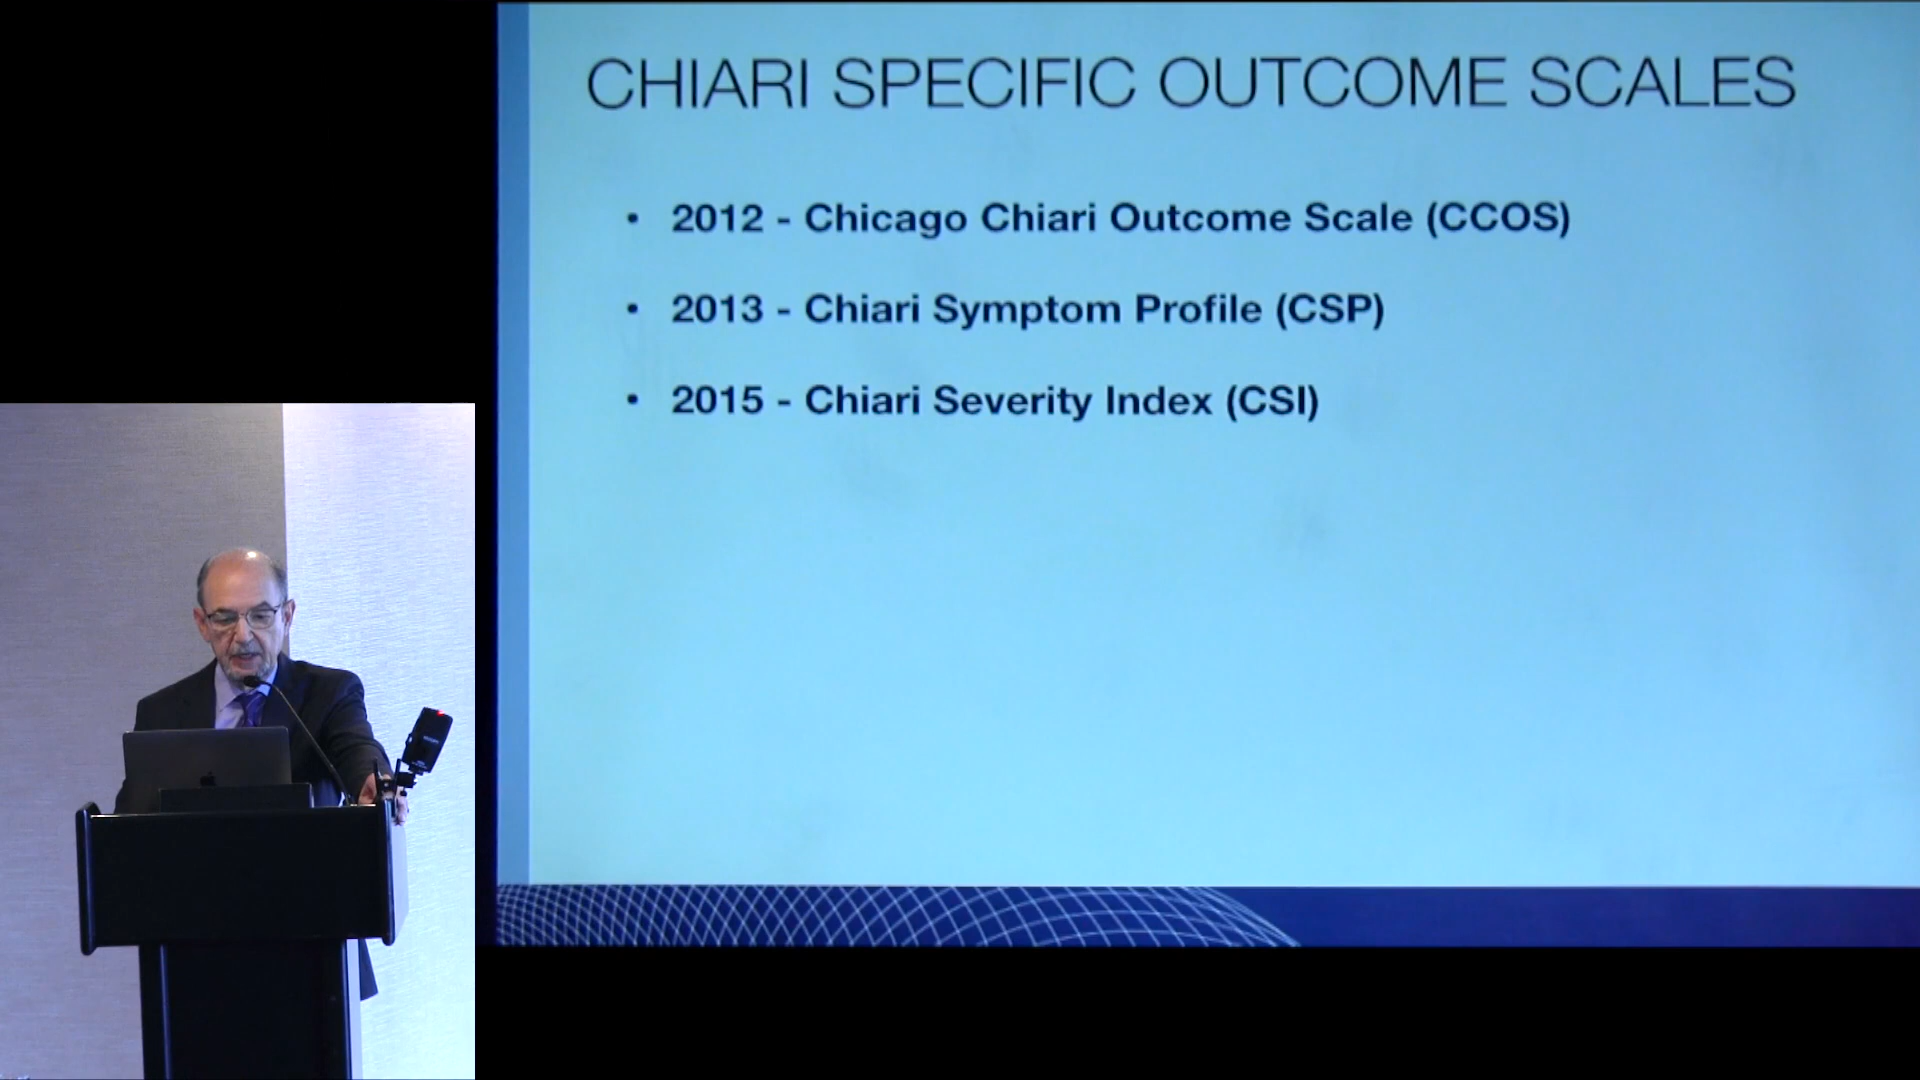 CHIARI SPECIFIC OUTCOME SCALES
• 2012 - Chicago Chiari Outcome Scale (CCOS)
• 2013 - Chiari Symptom Profile (CSP)
• 2015 - Chiari Severity Index (CSI)